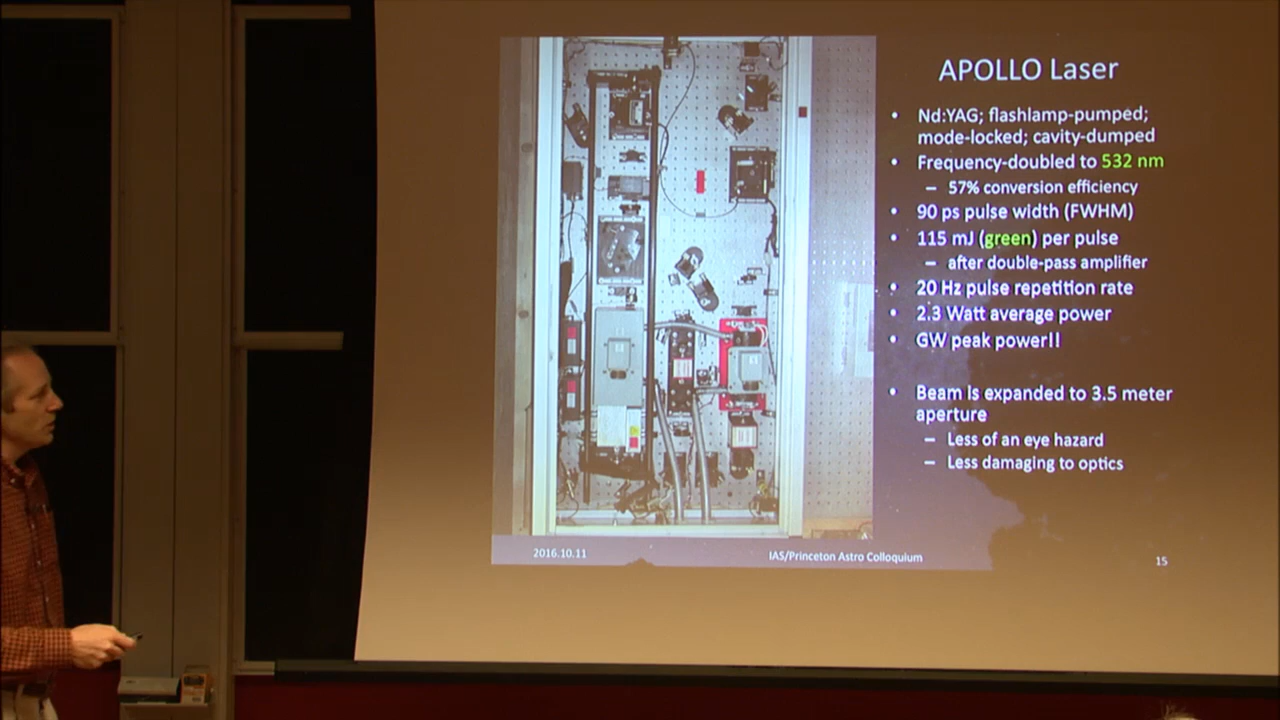 APOLLO Laser
• Nd:YAG; flashlamp-pumped;
mode-locked; cavity-dumped
• Frequency-doubled to 532 nm
– 57% conversion efficiency
• 90 ps pulse width (FWHM)
• 115 mJ (green) per pulse
– after double-pass amplifier
• 20 Hz pulse repetition rate
• 2.3 Watt average power
• GW peak power!!
• Beam is expanded to 3.5 meter
aperture
– Less of an eye hazard
– Less damaging to optics
2016.10.11
IAS/Princeton Astro Colloquium
15